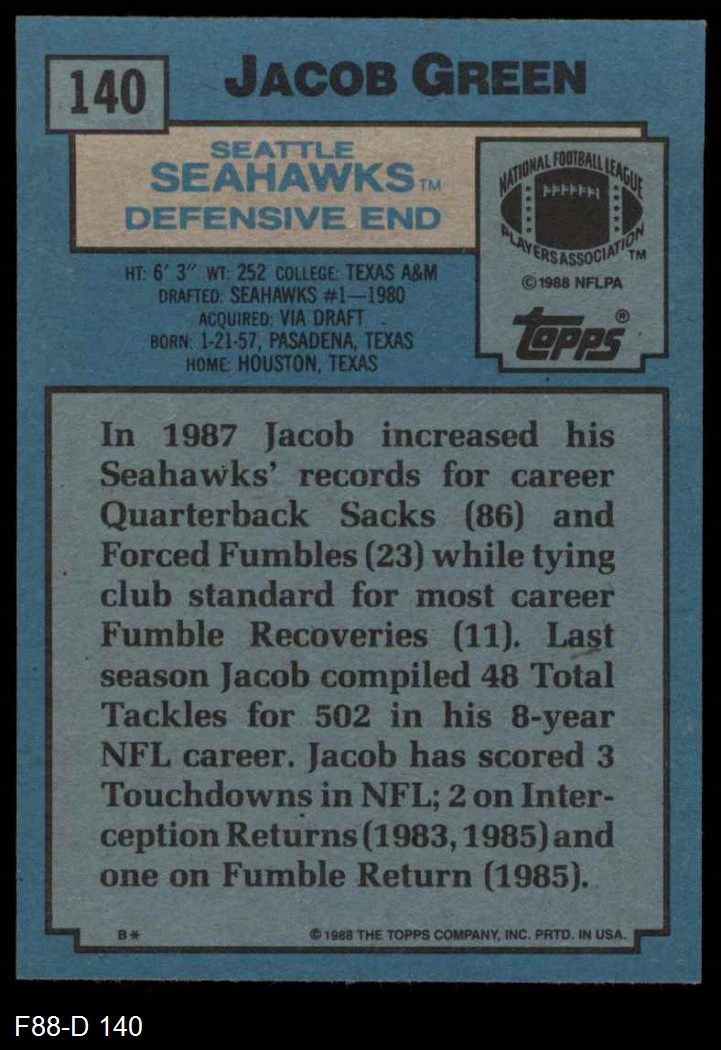 140
JACOB GREEN
SEATTLE
SEAHAWKS TM
DEFENSIVE END
NATIONAL FOOTBALL LEAGUE
PLAYERS ASSOCIATION TM
© 1988 NFLPA
TOPPS ®
HT: 6' 3" WT: 252 COLLEGE: TEXAS A&M
DRAFTED: SEAHAWKS #1—1980
ACQUIRED: VIA DRAFT
BORN: 1-21-57, PASADENA, TEXAS
HOME: HOUSTON, TEXAS
In 1987 Jacob increased his
Seahawks' records for career
Quarterback Sacks (86) and
Forced Fumbles (23) while tying
club standard for most career
Fumble Recoveries (11). Last
season Jacob compiled 48 Total
Tackles for 502 in his 8-year
NFL career. Jacob has scored 3
Touchdowns in NFL; 2 on Inter-
ception Returns (1983, 1985) and
one on Fumble Return (1985).
B*
© 1988 THE TOPPS COMPANY, INC. PRTD. IN USA.
F88-D 140